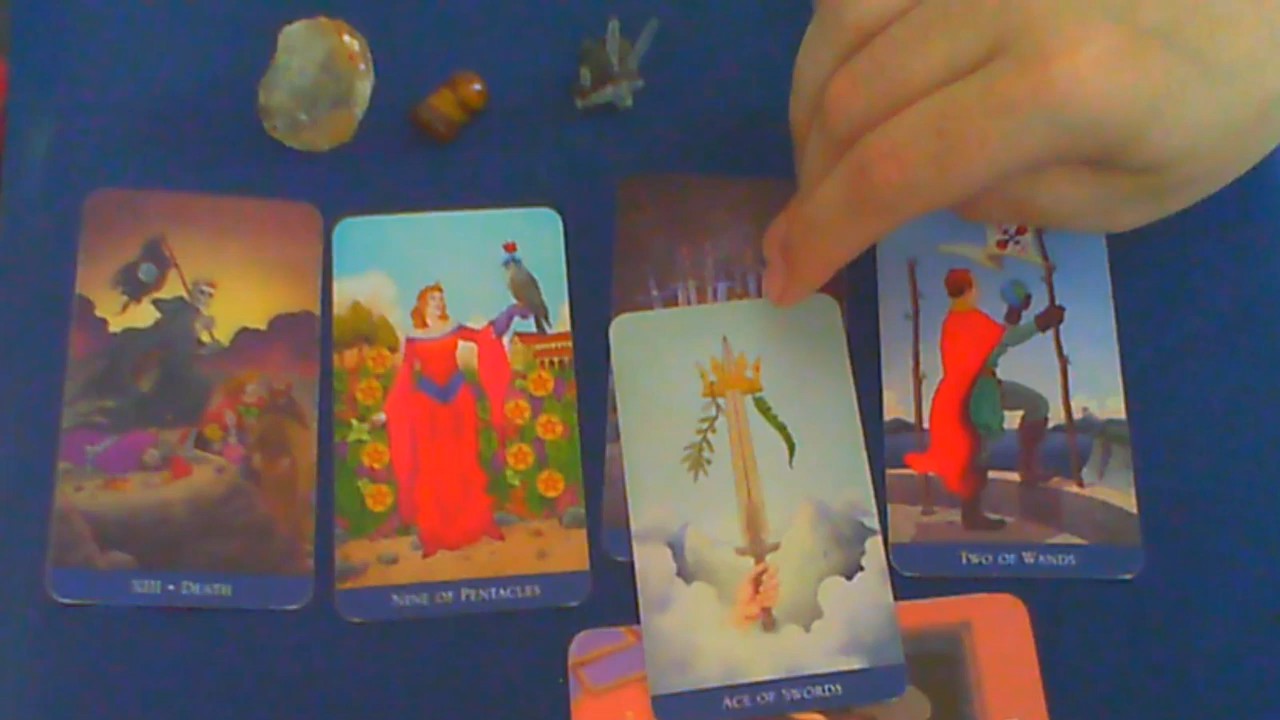 XIII • DEATH
NINE OF PENTACLES
ACE OF SWORDS
TWO OF WANDS